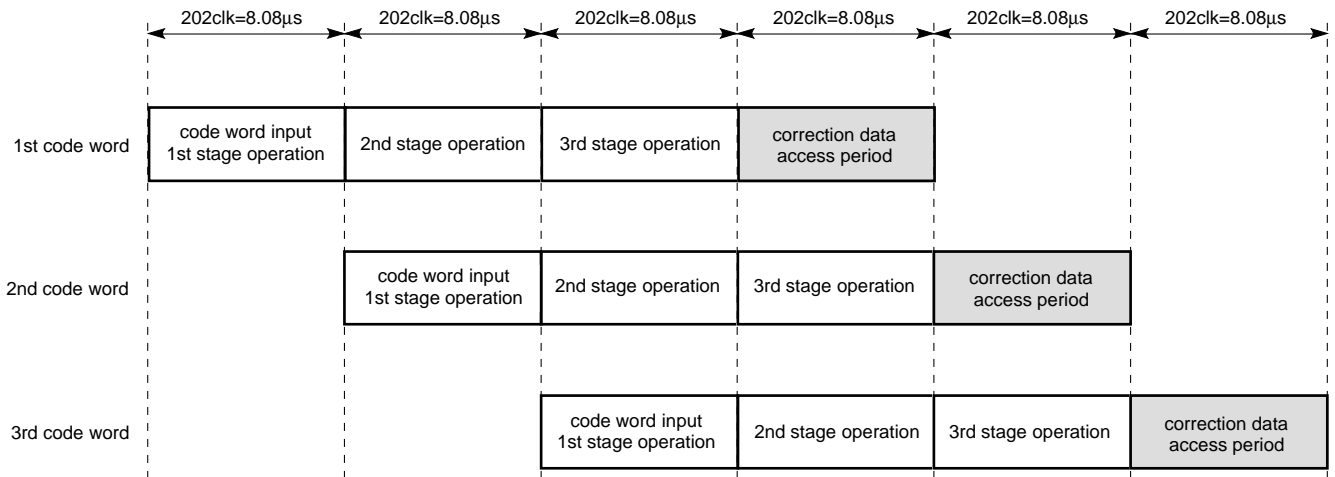 202clk=8.08µs 202clk=8.08µs 202clk=8.08µs 202clk=8.08µs 202clk=8.08µs 202clk=8.08µs
1st code word
code word input
1st stage operation
2nd stage operation
3rd stage operation
correction data
access period
2nd code word
code word input
1st stage operation
2nd stage operation
3rd stage operation
correction data
access period
3rd code word
code word input
1st stage operation
2nd stage operation
3rd stage operation
correction data
access period